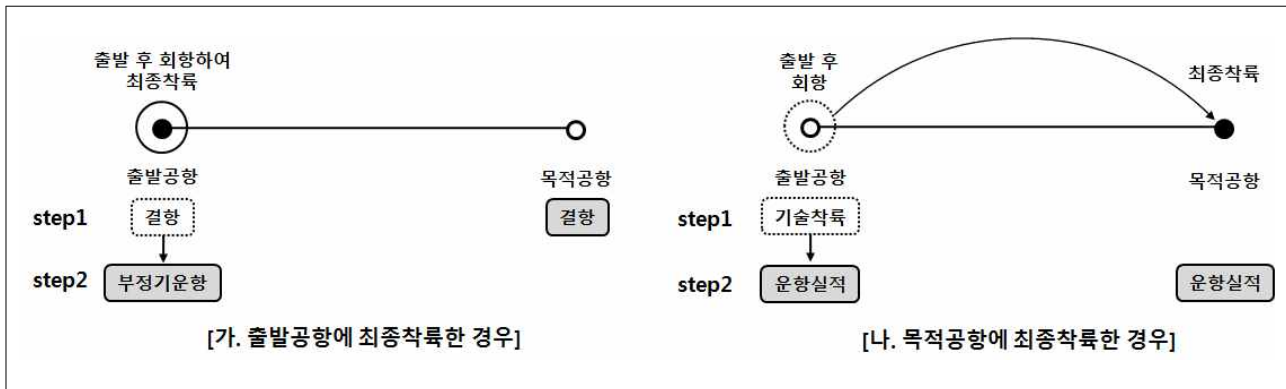 출발 후 회항하여
최종착륙
출발공항
목적공항
step1
결항
결항
step2
부정기운항
[가. 출발공항에 최종착륙한 경우]
출발 후
회항
최종착륙
출발공항
목적공항
step1
기술착륙
step2
운항실적
운항실적
[나. 목적공항에 최종착륙한 경우]